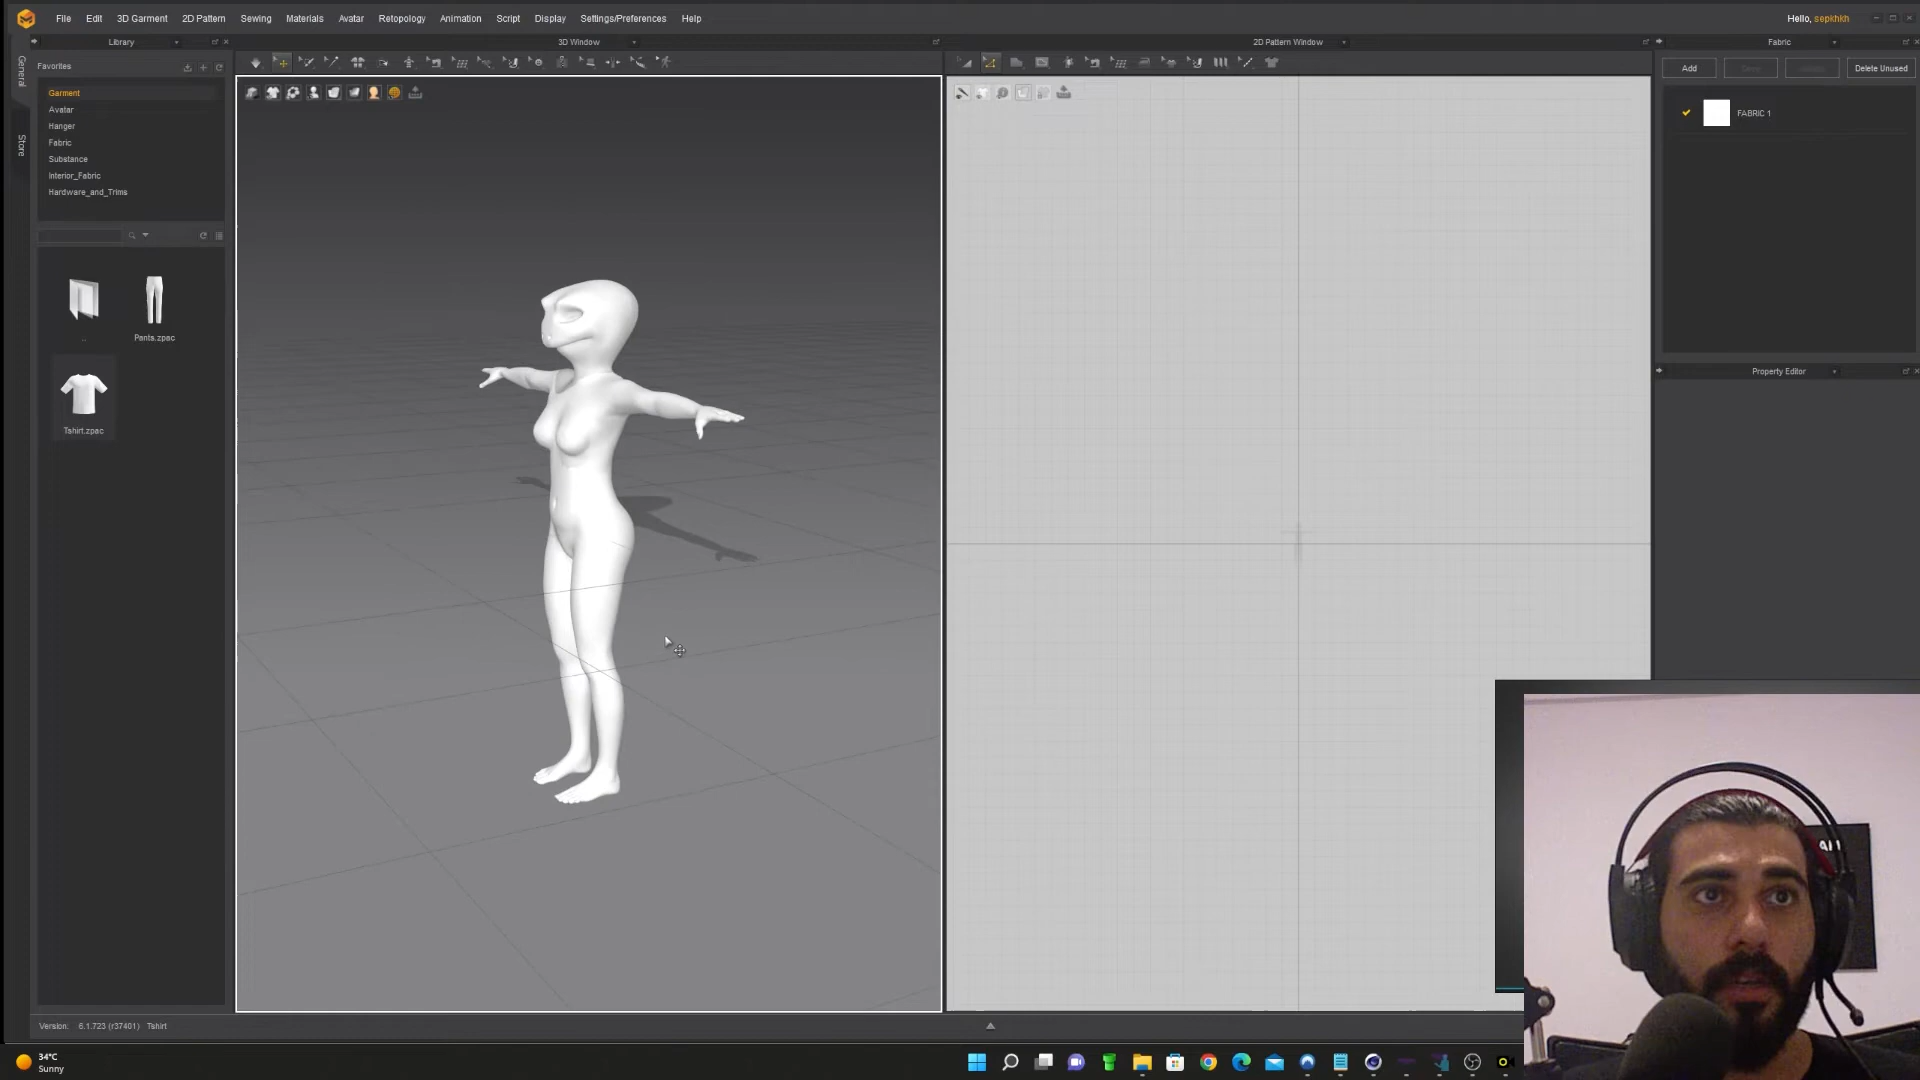 File Edit 3D Garment 2D Pattern Sewing Materials Avatar Retopology Animation Script Display Settings/Preferences Help
Hello, sepkhkh
Library
3D Window
2D Pattern Window
Fabric
General
Store
Favorites
Garment
Avatar
Hanger
Fabric
Substance
Interior_Fabric
Hardware_and_Trims
..
Pants.zpac
Tshirt.zpac
Add
Delete Unused
FABRIC 1
Property Editor
Version: 6.1.723 (r37401) Tshirt
34°C
Sunny